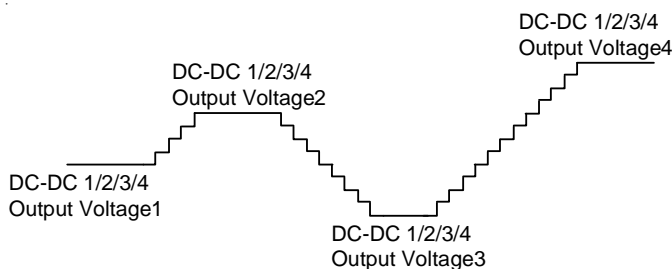 DC-DC 1/2/3/4
Output Voltage4
DC-DC 1/2/3/4
Output Voltage2
DC-DC 1/2/3/4
Output Voltage1
DC-DC 1/2/3/4
Output Voltage3